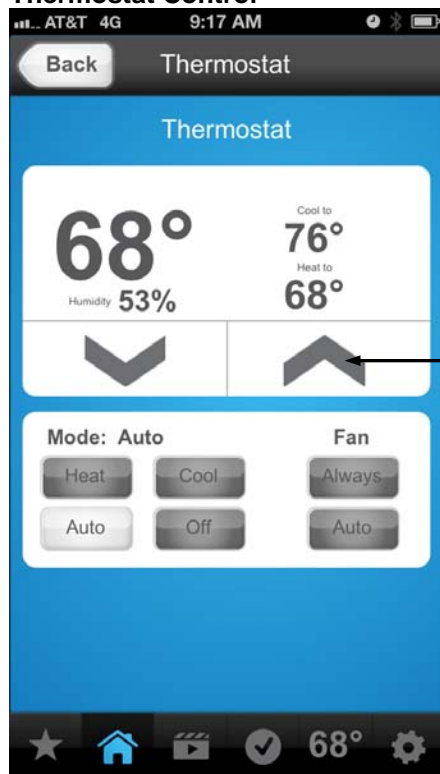 Thermostat Control
AT&T 4G 9:17 AM
Back Thermostat
Thermostat
68°
Humidity 53%
Cool to
76°
Heat to
68°
Mode: Auto Fan
Heat Cool Always
Auto Off Auto
68°